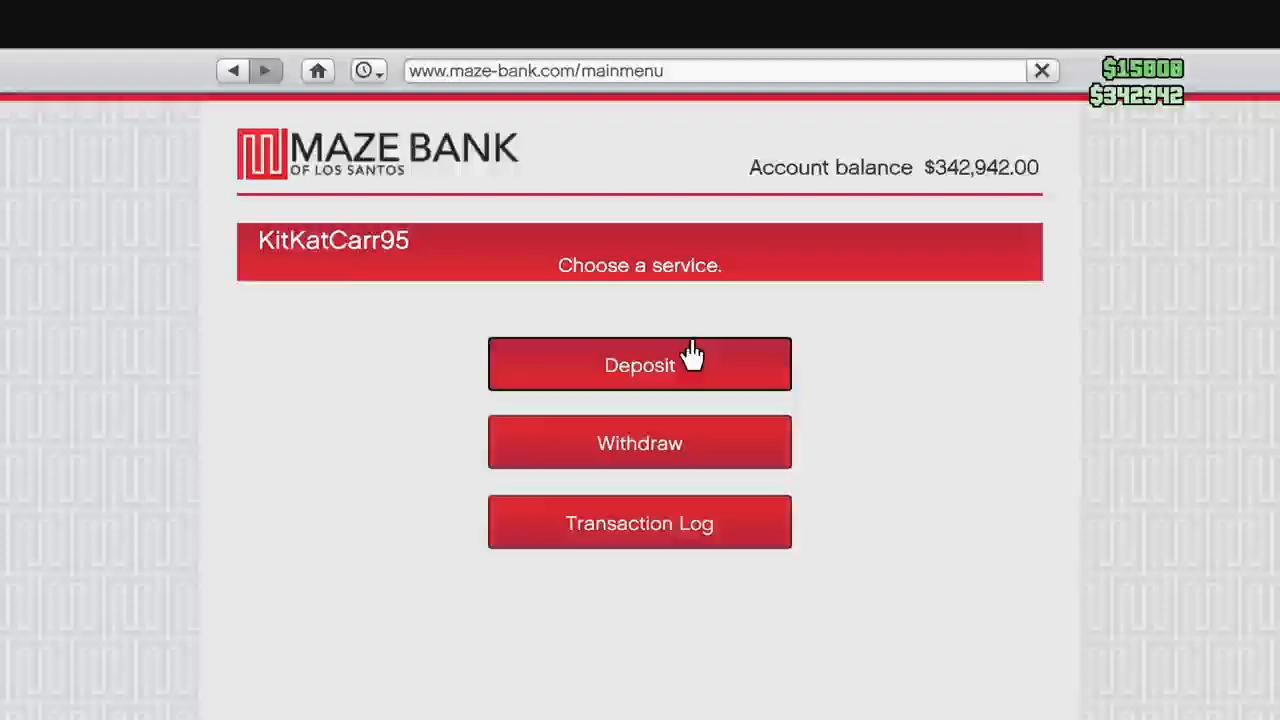 www.maze-bank.com/mainmenu
$15808
$342942
MAZE BANK
OF LOS SANTOS
Account balance $342,942.00
KitKatCarr95
Choose a service.
Deposit
Withdraw
Transaction Log